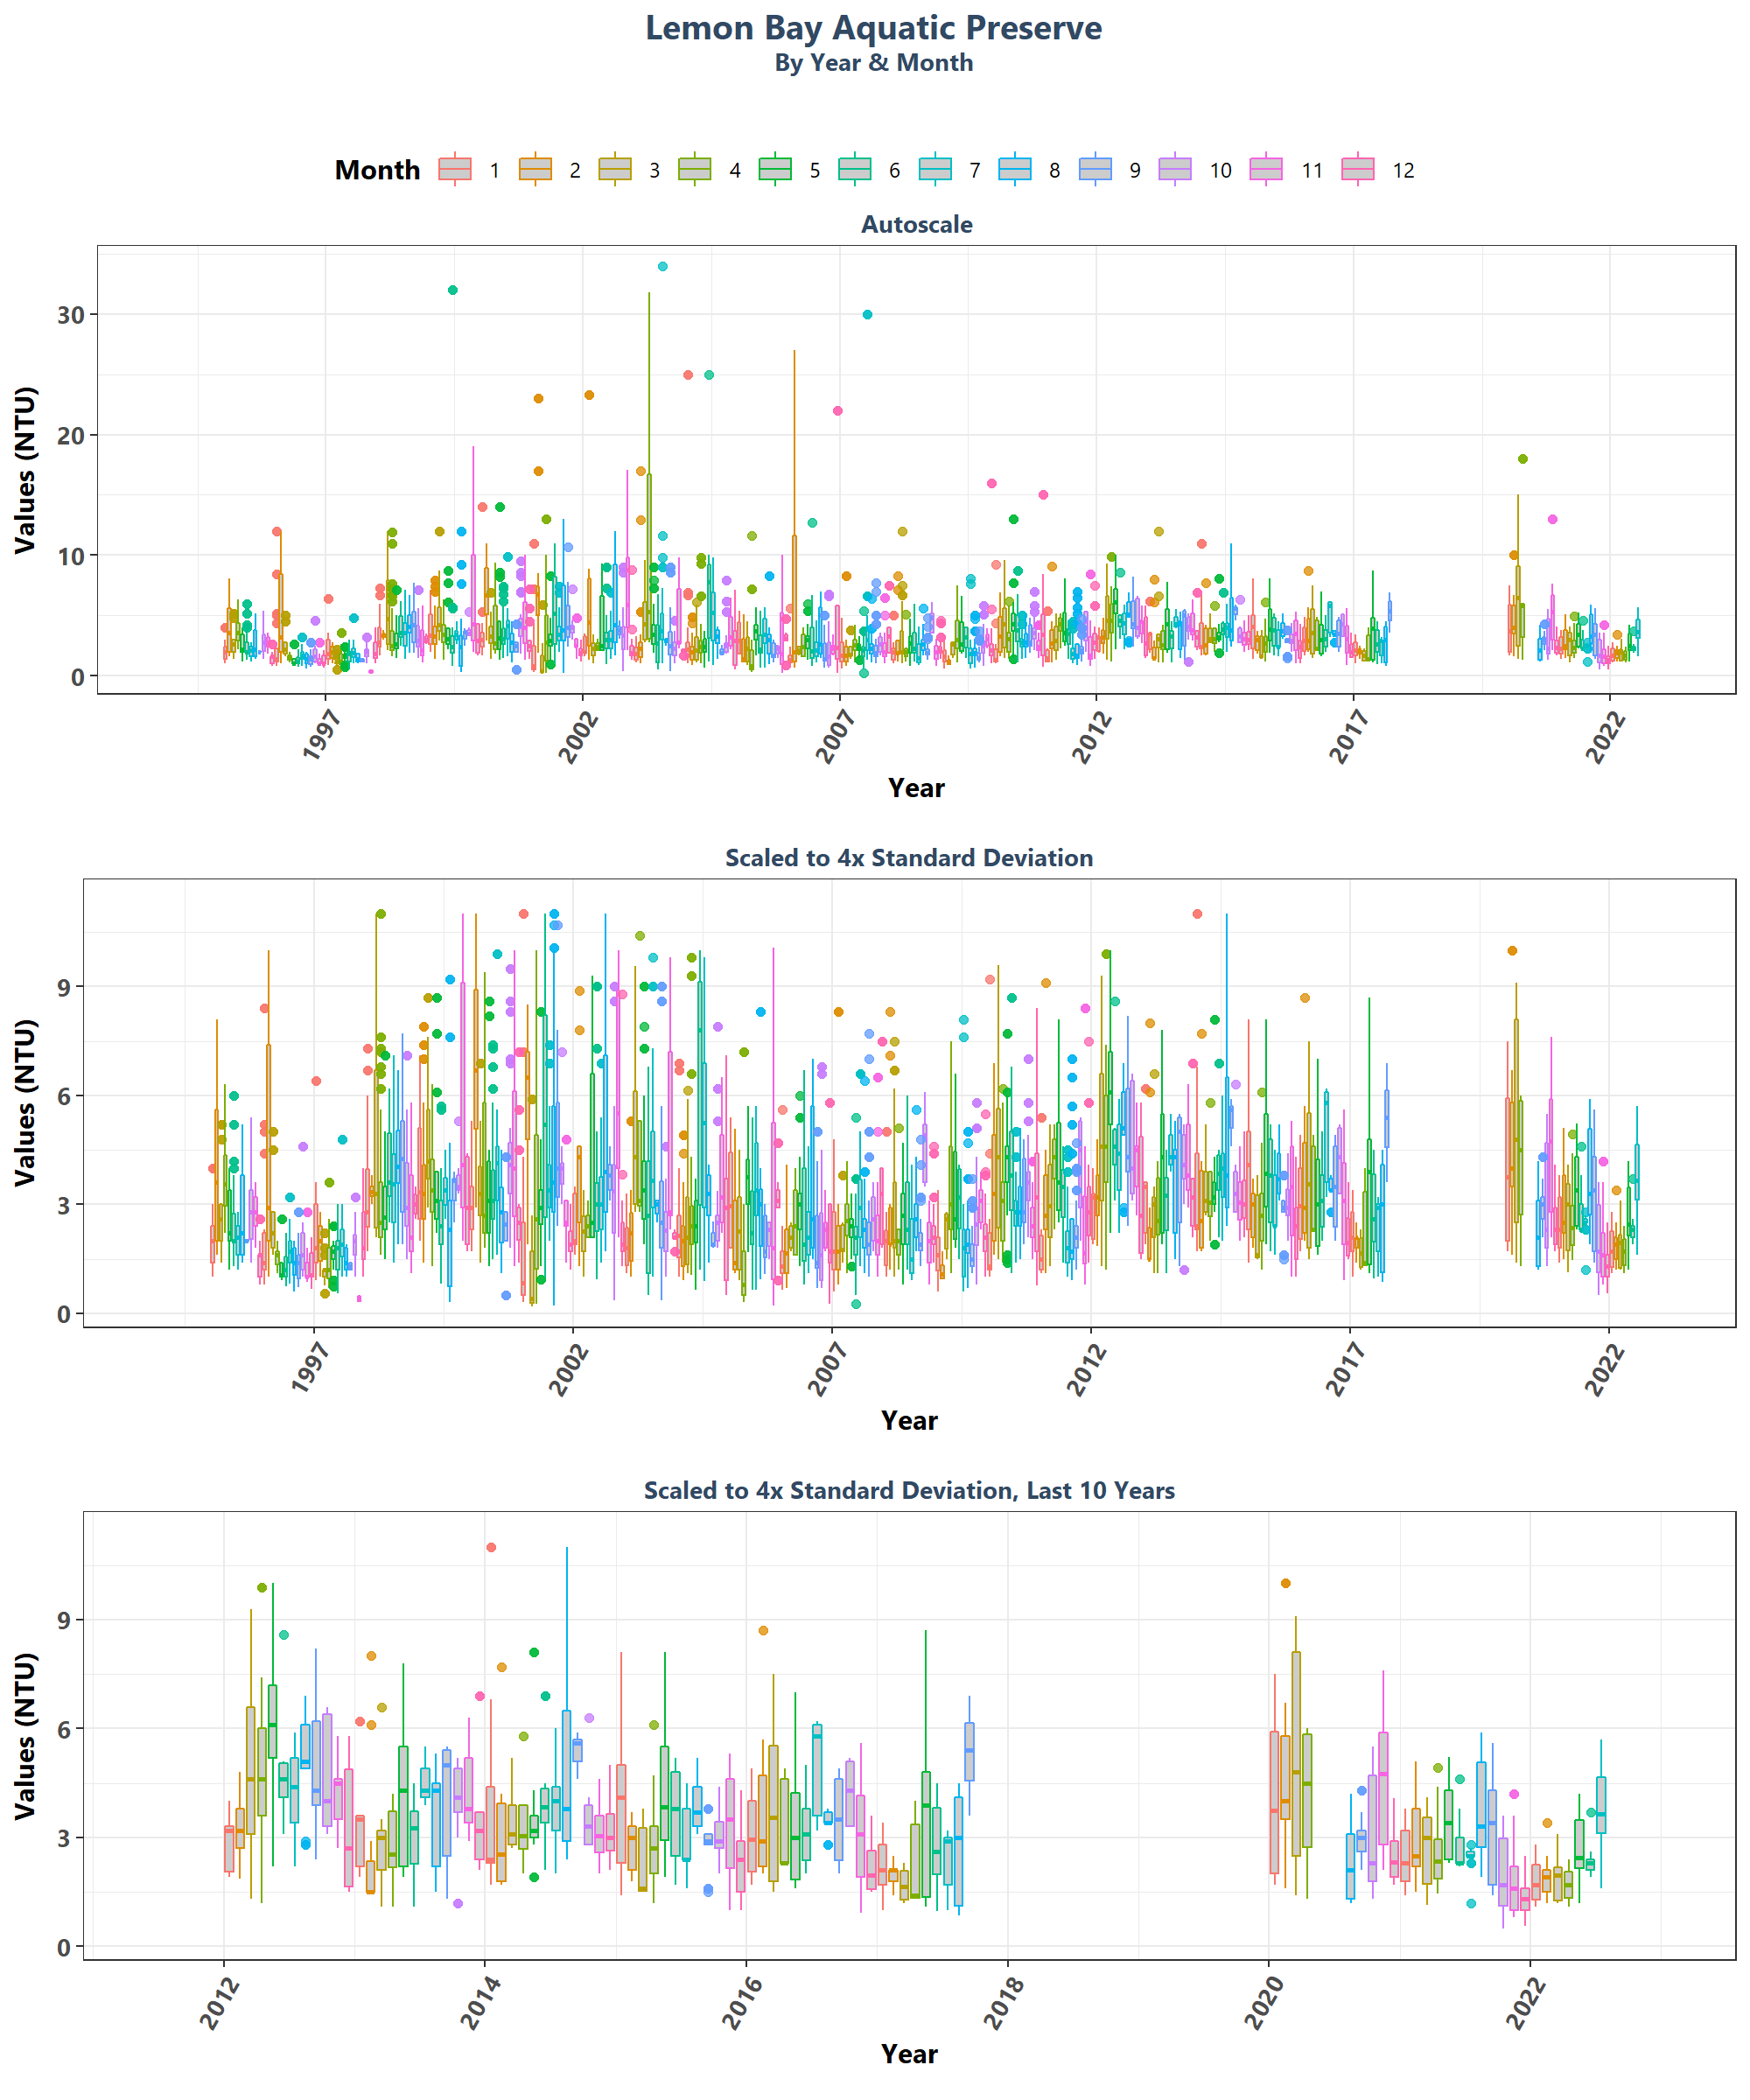 Lemon Bay Aquatic Preserve
By Year & Month
Month 1 2 3 4 5 6 7 8 9 10 11 12
Autoscale
Values (NTU)
30
20
10
0
1997 2002 2007 2012 2017 2022
Year
Scaled to 4x Standard Deviation
Values (NTU)
9
6
3
0
1997 2002 2007 2012 2017 2022
Year
Scaled to 4x Standard Deviation, Last 10 Years
Values (NTU)
9
6
3
0
2012 2014 2016 2018 2020 2022
Year